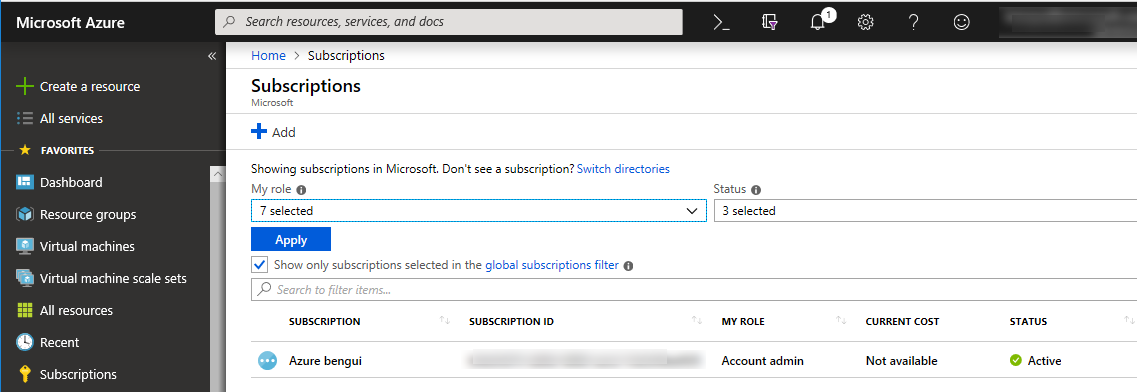 Microsoft Azure
Search resources, services, and docs
1
Home > Subscriptions
Create a resource
All services
FAVORITES
Dashboard
Resource groups
Virtual machines
Virtual machine scale sets
All resources
Recent
Subscriptions
Subscriptions
Microsoft
Add
Showing subscriptions in Microsoft. Don't see a subscription? Switch directories
My role
Status
7 selected
3 selected
Apply
Show only subscriptions selected in the global subscriptions filter
Search to filter items...
SUBSCRIPTION SUBSCRIPTION ID MY ROLE CURRENT COST STATUS
Azure bengui Account admin Not available Active